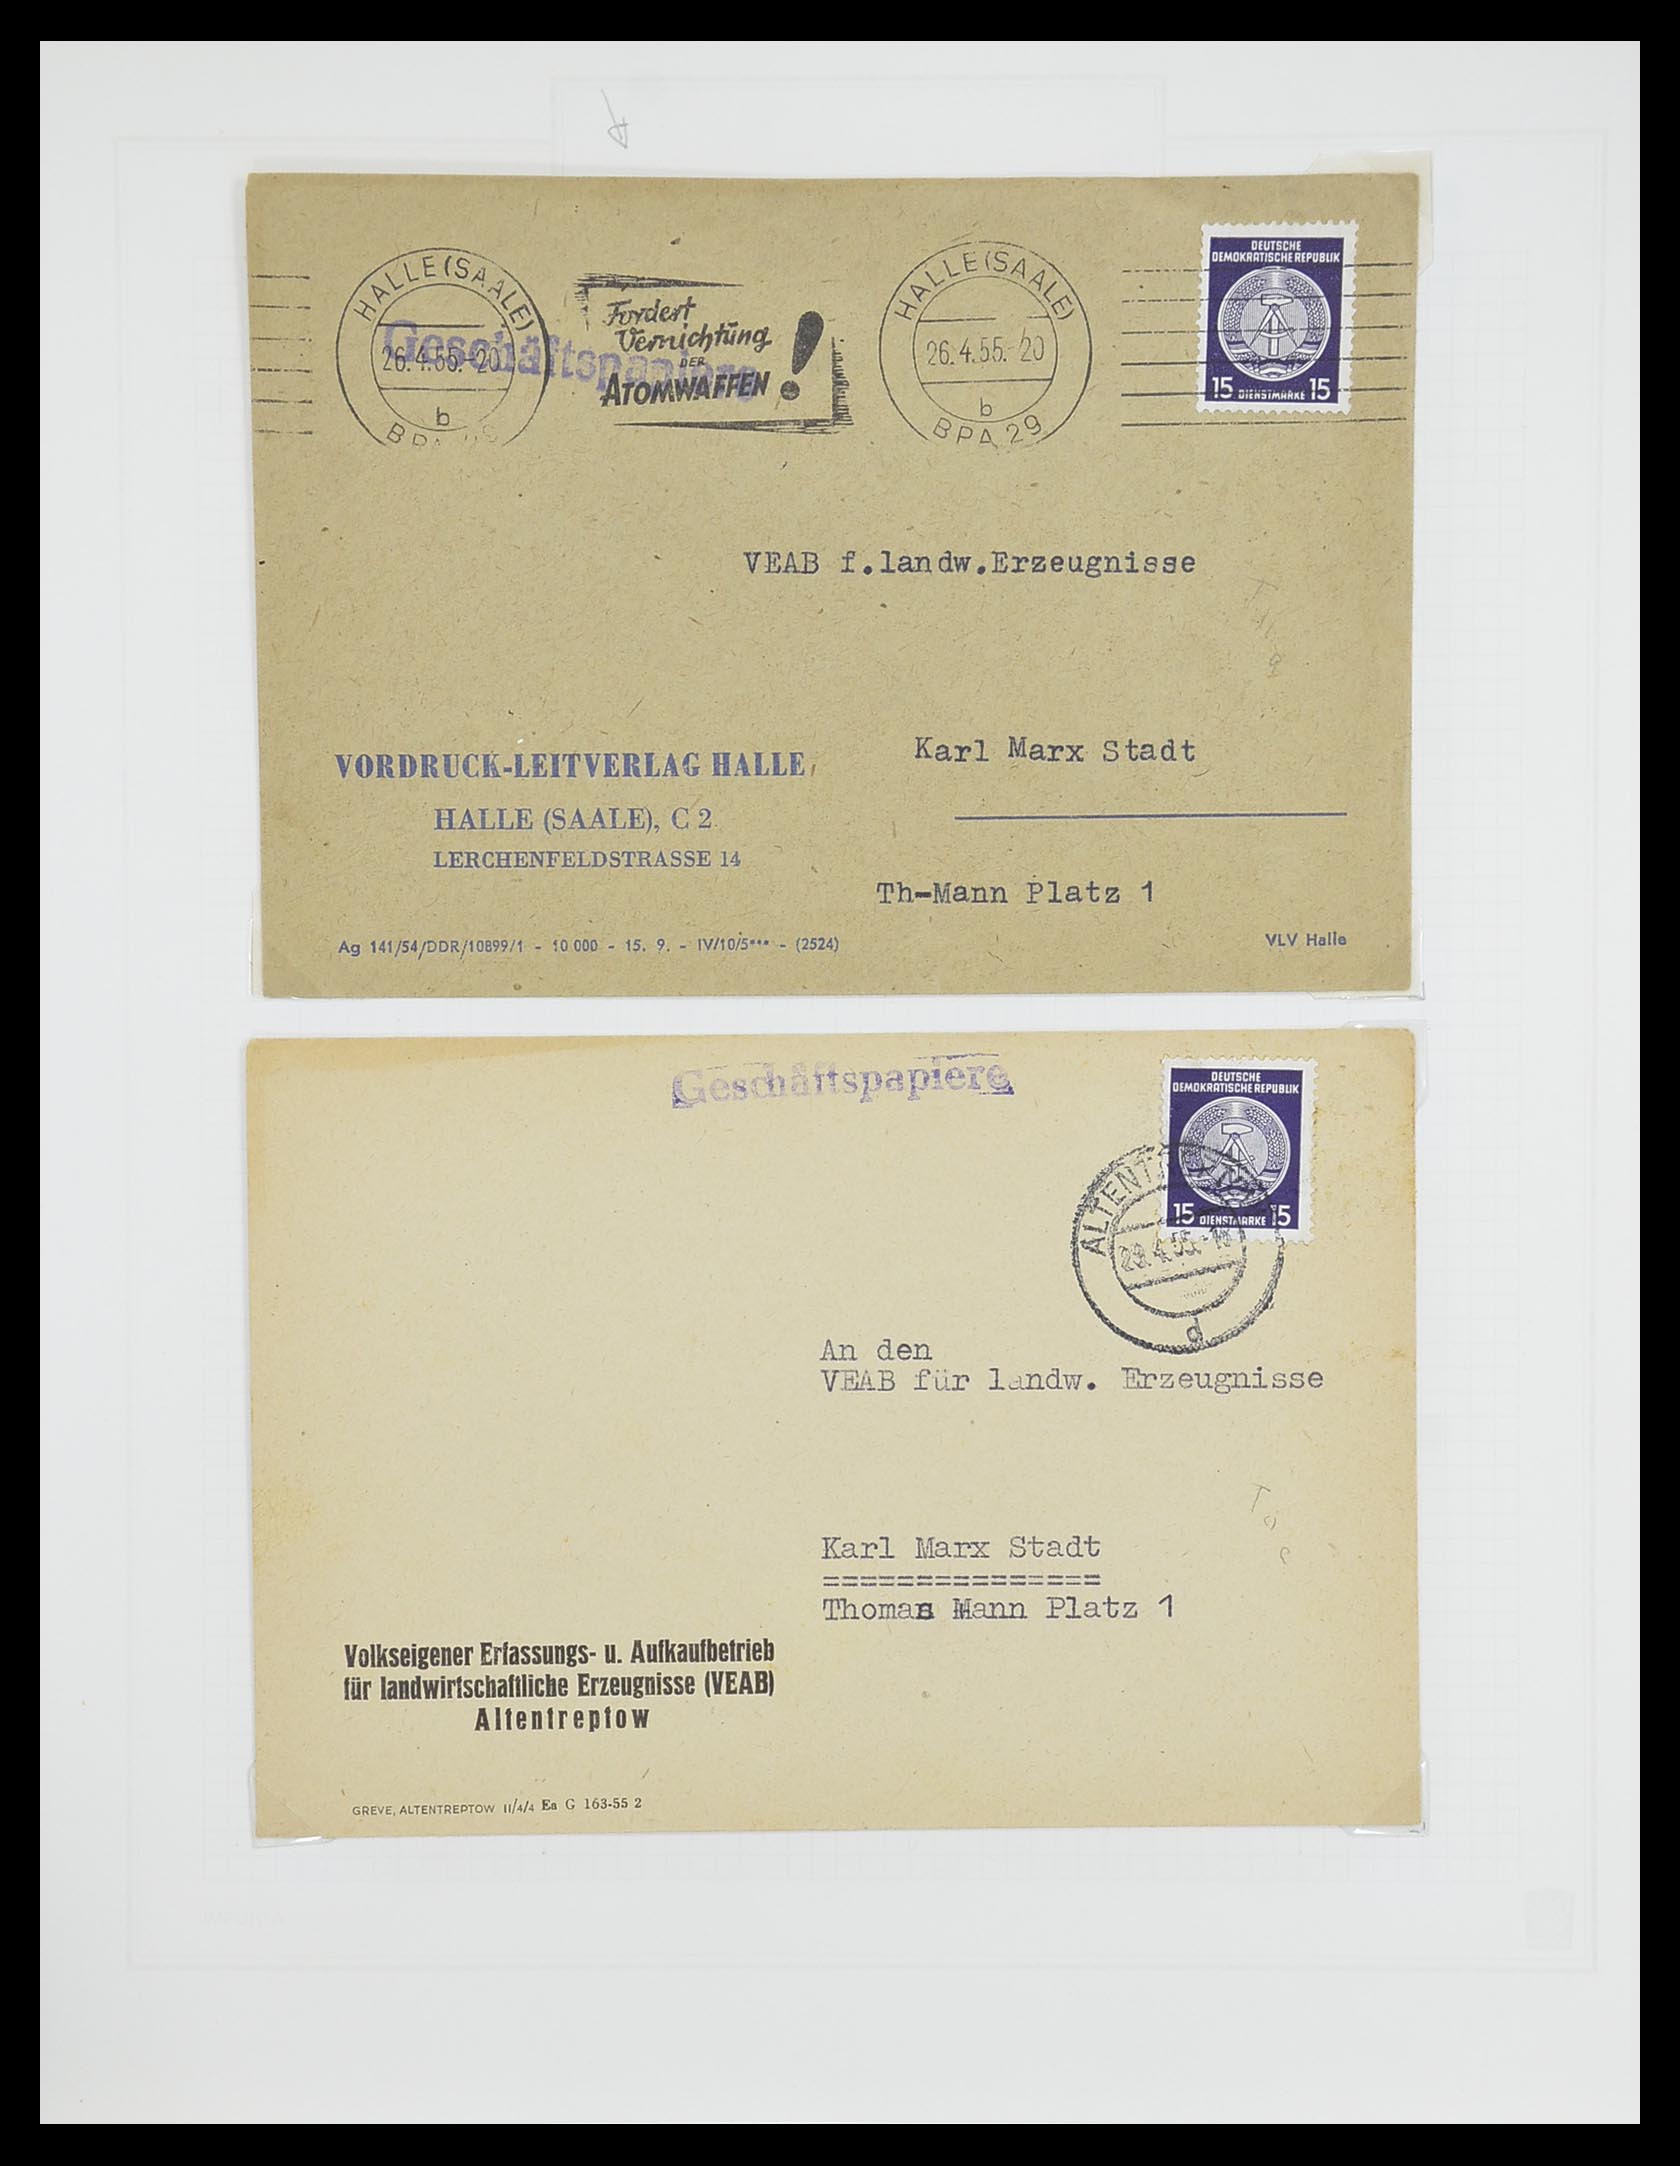 HALLE (SAALE)
26.4.55.-20
b
Geschäftspapiere
Fordert
Vernichtung
DER
ATOMWAFFEN !
HALLE (SAALE)
26.4.55.-20
b
BPA 29
DEUTSCHE
DEMOKRATISCHE REPUBLIK
15 DIENSTMARKE 15
VEAB f.landw.Erzeugnisse
Karl Marx Stadt
Th-Mann Platz 1
VORDRUCK-LEITVERLAG HALLE
HALLE (SAALE), C 2
LERCHENFELDSTRASSE 14
Ag 141/54/DDR/10899/1 - 10 000 - 15. 9. - IV/10/5*** - (2524)
VLV Halle
Geschäftspapiere
DEUTSCHE
DEMOKRATISCHE REPUBLIK
15 DIENSTMARKE 15
d
An den
VEAB für landw. Erzeugnisse
Karl Marx Stadt
===============
Thomas Mann Platz 1
Volkseigener Erfassungs- u. Aufkaufbetrieb
für landwirtschaftliche Erzeugnisse (VEAB)
Altentreptow
GREVE, ALTENTREPTOW II/4/4 Ea G 163-55 2